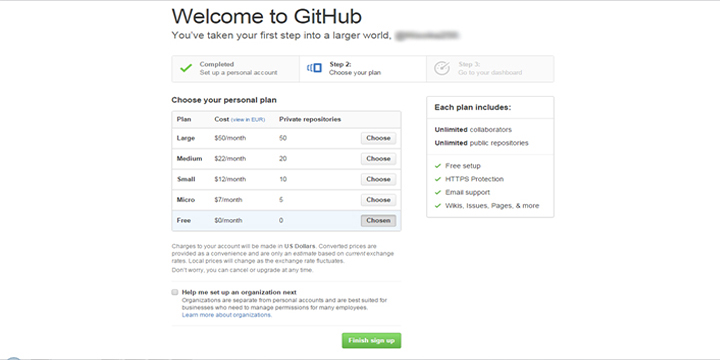 Welcome to GitHub
You've taken your first step into a larger world,
Completed
Set up a personal account
Step 2:
Choose your plan
Step 3:
Go to your dashboard
Choose your personal plan
Plan Cost (view in EUR) Private repositories
Large $50/month 50 Choose
Medium $22/month 20 Choose
Small $12/month 10 Choose
Micro $7/month 5 Choose
Free $0/month 0 Chosen
Charges to your account will be made in US Dollars. Converted prices are
provided as a convenience and are only an estimate based on current exchange
rates. Local prices will change as the exchange rate fluctuates.
Don't worry, you can cancel or upgrade at any time.
Help me set up an organization next
Organizations are separate from personal accounts and are best suited for
businesses who need to manage permissions for many employees.
Learn more about organizations.
Finish sign up
Each plan includes:
Unlimited collaborators
Unlimited public repositories
Free setup
HTTPS Protection
Email support
Wikis, Issues, Pages, & more